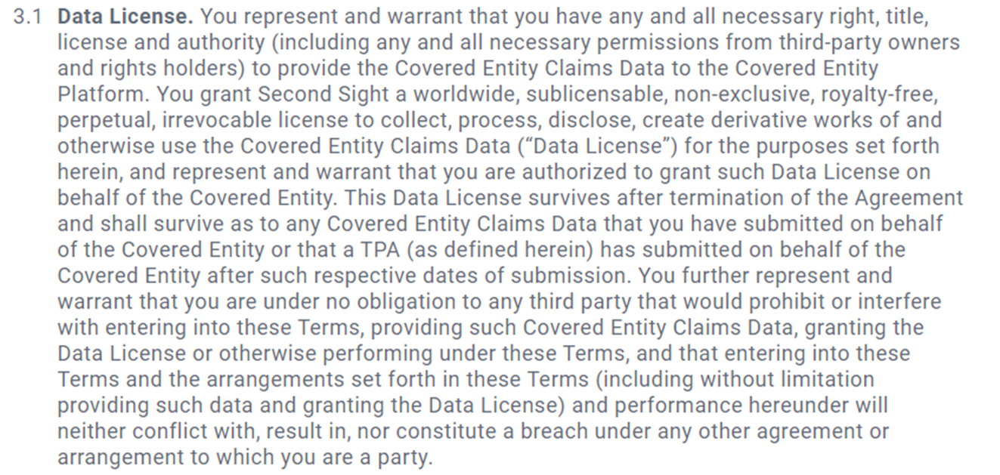 3.1 Data License. You represent and warrant that you have any and all necessary right, title,
license and authority (including any and all necessary permissions from third-party owners
and rights holders) to provide the Covered Entity Claims Data to the Covered Entity
Platform. You grant Second Sight a worldwide, sublicensable, non-exclusive, royalty-free,
perpetual, irrevocable license to collect, process, disclose, create derivative works of and
otherwise use the Covered Entity Claims Data (“Data License”) for the purposes set forth
herein, and represent and warrant that you are authorized to grant such Data License on
behalf of the Covered Entity. This Data License survives after termination of the Agreement
and shall survive as to any Covered Entity Claims Data that you have submitted on behalf
of the Covered Entity or that a TPA (as defined herein) has submitted on behalf of the
Covered Entity after such respective dates of submission. You further represent and
warrant that you are under no obligation to any third party that would prohibit or interfere
with entering into these Terms, providing such Covered Entity Claims Data, granting the
Data License or otherwise performing under these Terms, and that entering into these
Terms and the arrangements set forth in these Terms (including without limitation
providing such data and granting the Data License) and performance hereunder will
neither conflict with, result in, nor constitute a breach under any other agreement or
arrangement to which you are a party.